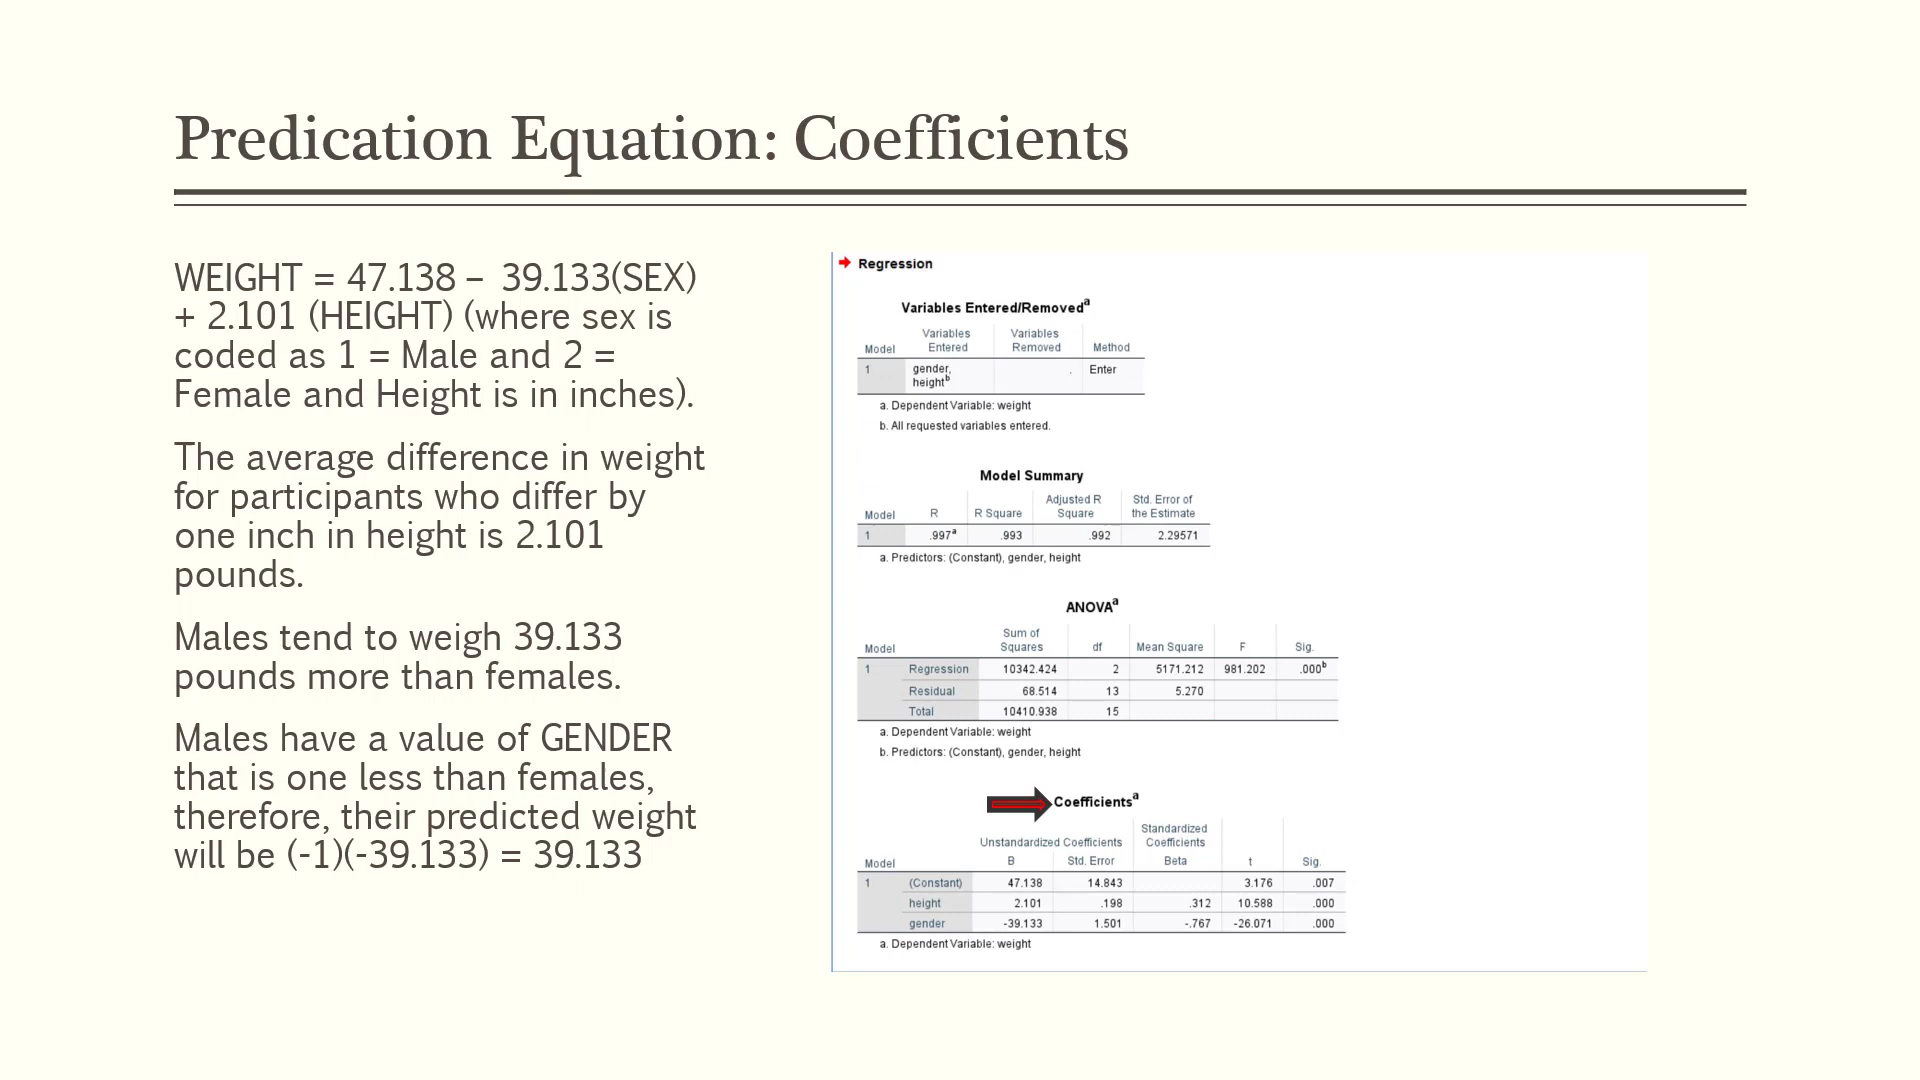 Predication Equation: Coefficients
WEIGHT = 47.138 – 39.133(SEX)
+ 2.101 (HEIGHT) (where sex is
coded as 1 = Male and 2 =
Female and Height is in inches).
The average difference in weight
for participants who differ by
one inch in height is 2.101
pounds.
Males tend to weigh 39.133
pounds more than females.
Males have a value of GENDER
that is one less than females,
therefore, their predicted weight
will be (-1)(-39.133) = 39.133
Regression
Variables Entered/Removedᵃ
Model Variables Entered Variables Removed Method
1 gender, heightᵇ . Enter
a. Dependent Variable: weight
b. All requested variables entered.
Model Summary
Model R R Square Adjusted R Square Std. Error of the Estimate
1 .997ᵃ .993 .992 2.29571
a. Predictors: (Constant), gender, height
ANOVAᵃ
Model Sum of Squares df Mean Square F Sig.
1 Regression 10342.424 2 5171.212 981.202 .000ᵇ
Residual 68.514 13 5.270
Total 10410.938 15
a. Dependent Variable: weight
b. Predictors: (Constant), gender, height
Coefficientsᵃ
Unstandardized Coefficients Standardized Coefficients
Model B Std. Error Beta t Sig.
1 (Constant) 47.138 14.843 3.176 .007
height 2.101 .198 .312 10.588 .000
gender -39.133 1.501 -.767 -26.071 .000
a. Dependent Variable: weight